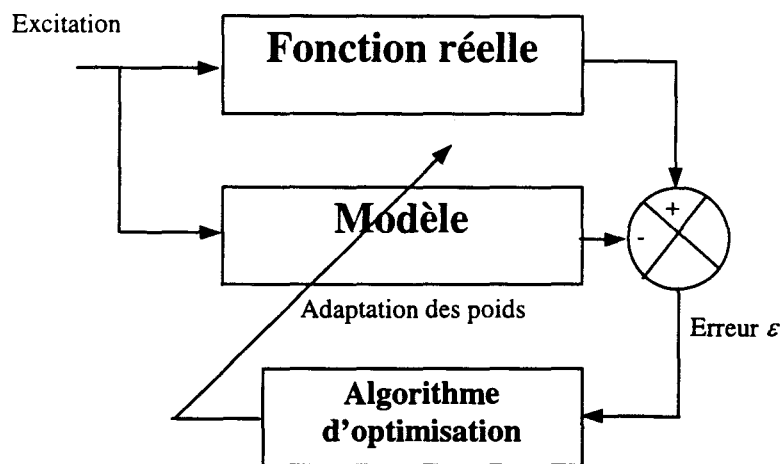 Excitation
Fonction réelle
+
Modèle
-
Adaptation des poids
Erreur ε
Algorithme
d'optimisation